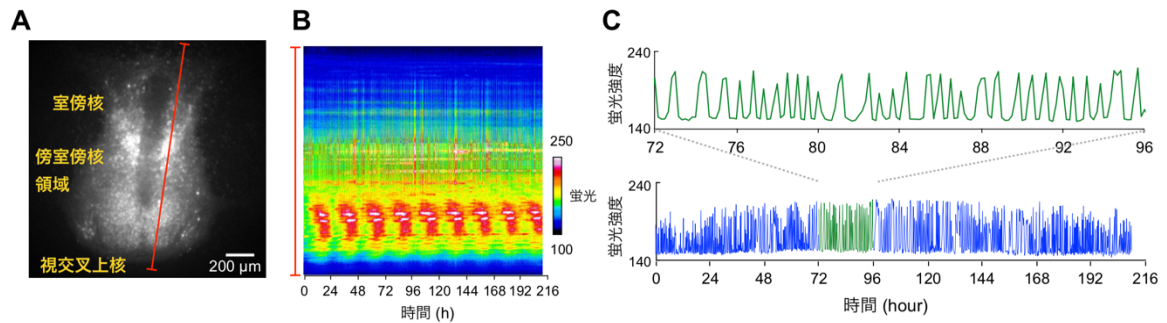 A
室傍核
傍室傍核
領域
視交叉上核
200 μm
B
250
蛍光
100
0 24 48 72 96 120 144 168 192 216
時間 (h)
C
蛍光強度
240
140
72 76 80 84 88 92 96
蛍光強度
240
140
0 24 48 72 96 120 144 168 192 216
時間 (hour)